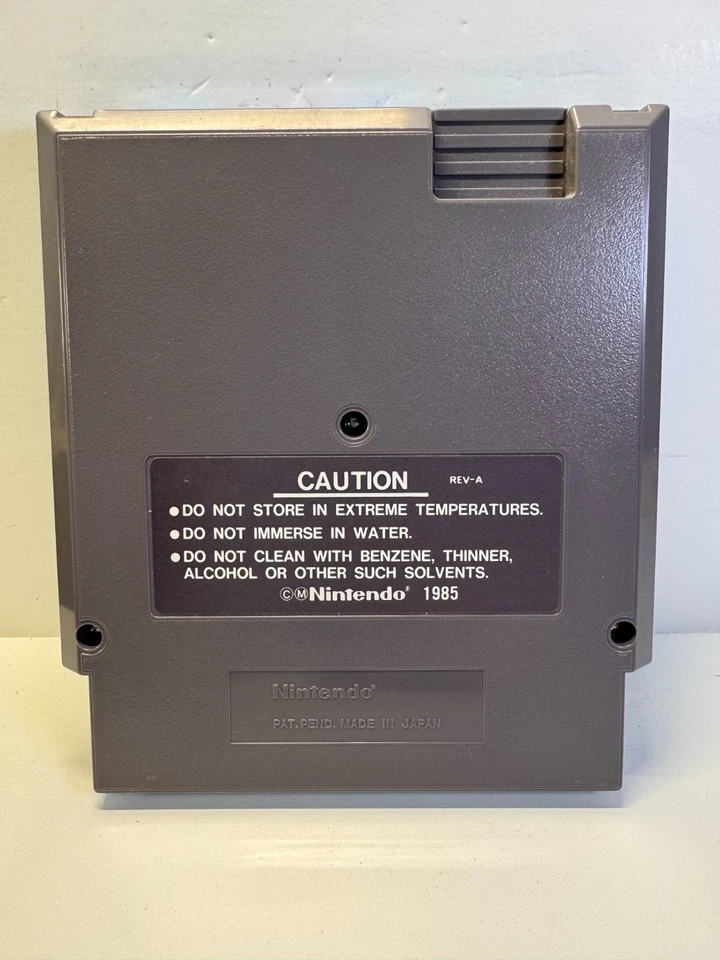 CAUTION REV-A
●DO NOT STORE IN EXTREME TEMPERATURES.
●DO NOT IMMERSE IN WATER.
●DO NOT CLEAN WITH BENZENE, THINNER,
ALCOHOL OR OTHER SUCH SOLVENTS.
©Ⓜ Nintendo® 1985
Nintendo®
PAT. PEND. MADE IN JAPAN